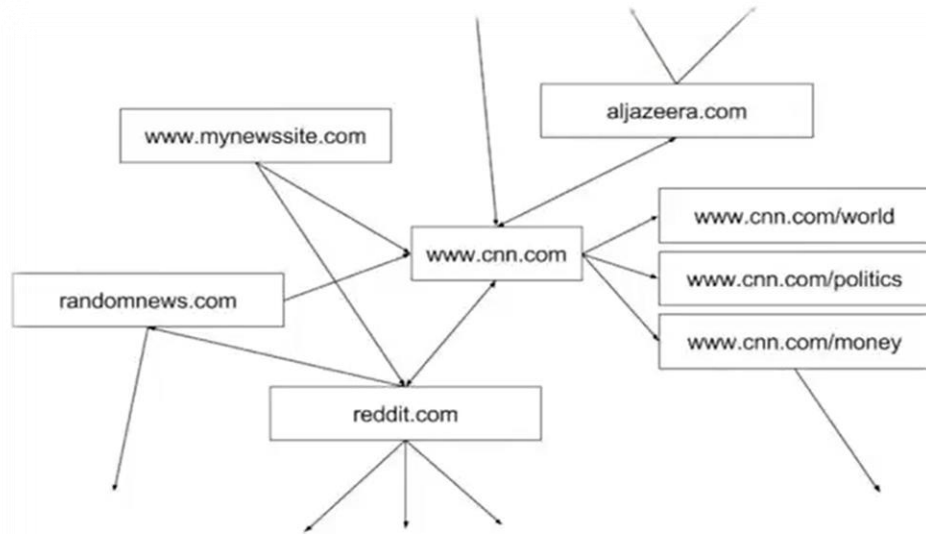 aljazeera.com
www.mynewssite.com
www.cnn.com/world
www.cnn.com
www.cnn.com/politics
randomnews.com
www.cnn.com/money
reddit.com